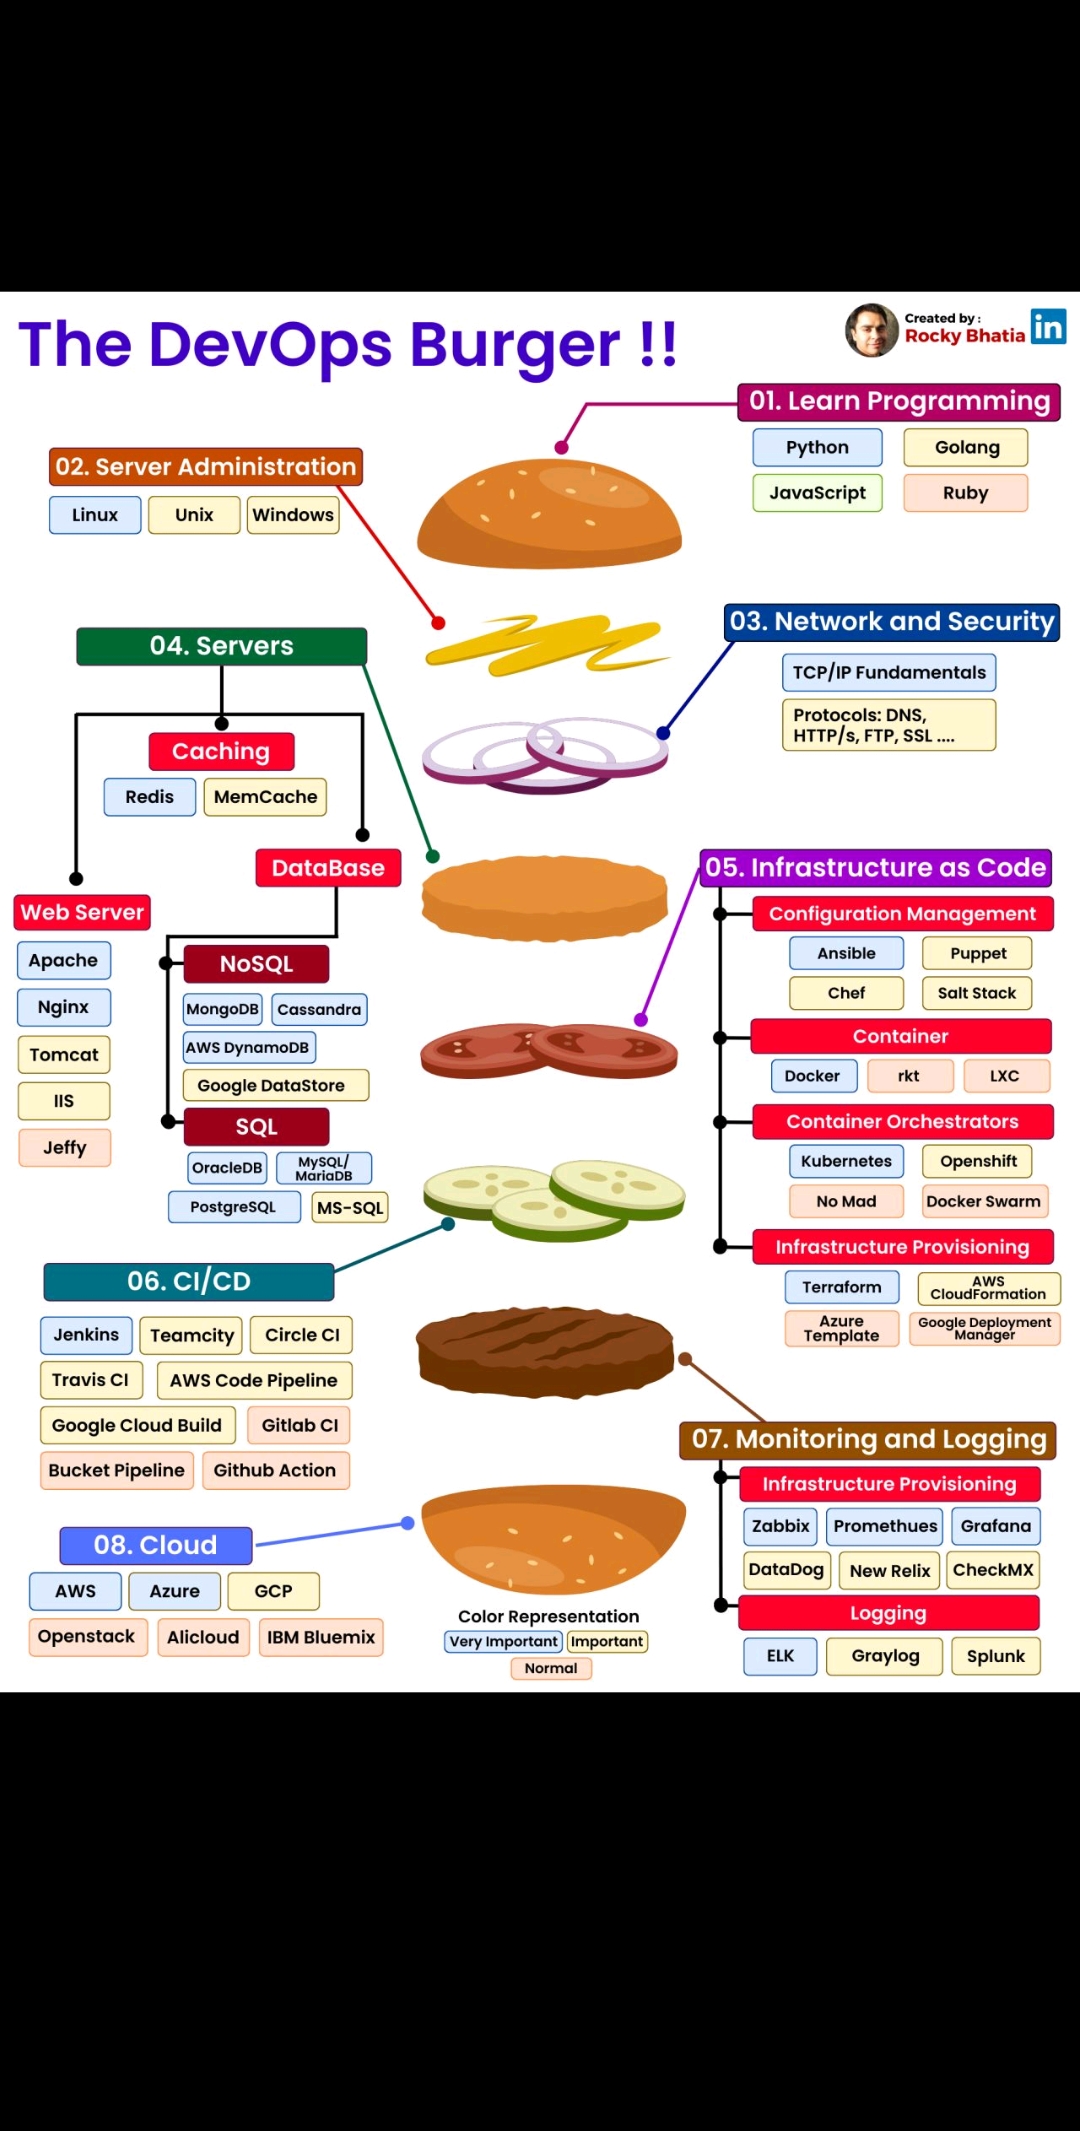 The DevOps Burger !!
Created by :
Rocky Bhatia
in
01. Learn Programming
Python
Golang
JavaScript
Ruby
02. Server Administration
Linux
Unix
Windows
03. Network and Security
TCP/IP Fundamentals
Protocols: DNS,
HTTP/s, FTP, SSL ....
04. Servers
Caching
Redis
MemCache
DataBase
Web Server
Apache
Nginx
Tomcat
IIS
Jeffy
NoSQL
MongoDB
Cassandra
AWS DynamoDB
Google DataStore
SQL
OracleDB
MySQL/
MariaDB
PostgreSQL
MS-SQL
05. Infrastructure as Code
Configuration Management
Ansible
Puppet
Chef
Salt Stack
Container
Docker
rkt
LXC
Container Orchestrators
Kubernetes
Openshift
No Mad
Docker Swarm
Infrastructure Provisioning
Terraform
AWS
CloudFormation
Azure
Template
Google Deployment
Manager
06. CI/CD
Jenkins
Teamcity
Circle CI
Travis CI
AWS Code Pipeline
Google Cloud Build
Gitlab CI
Bucket Pipeline
Github Action
07. Monitoring and Logging
Infrastructure Provisioning
Zabbix
Promethues
Grafana
DataDog
New Relix
CheckMX
Logging
ELK
Graylog
Splunk
08. Cloud
AWS
Azure
GCP
Openstack
Alicloud
IBM Bluemix
Color Representation
Very Important
Important
Normal